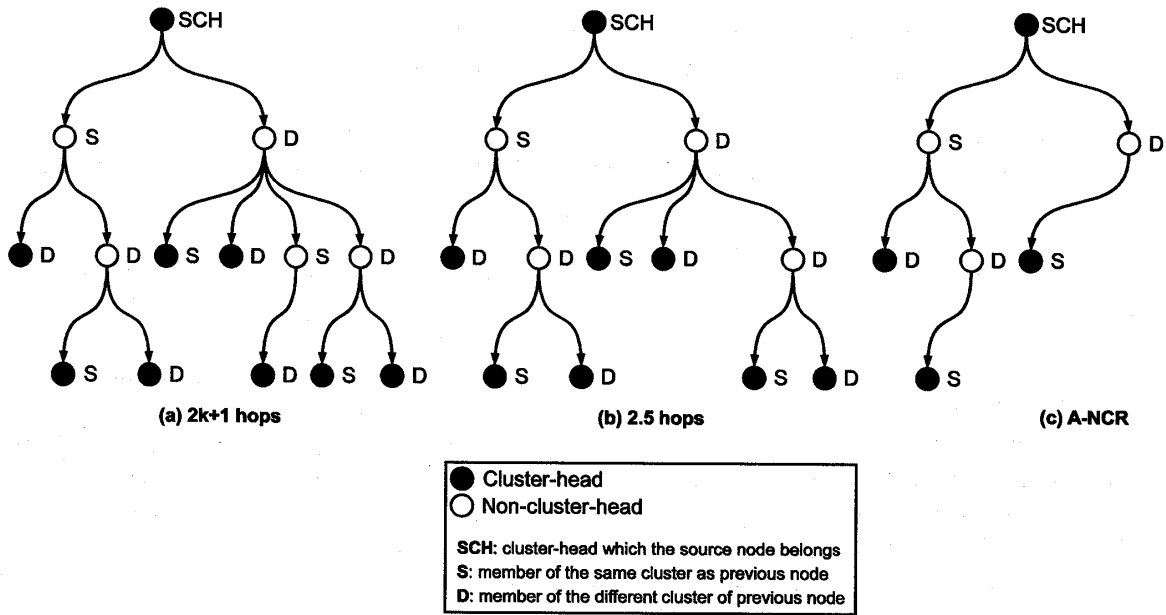 SCH
SCH
SCH
S
D
S
D
S
D
D
D
S
D
S
D
D
D
S
D
D
D
D
S
S
D
D
S
D
S
D
S
D
S
(a) 2k+1 hops
(b) 2.5 hops
(c) A-NCR
Cluster-head
Non-cluster-head
SCH: cluster-head which the source node belongs
S: member of the same cluster as previous node
D: member of the different cluster of previous node